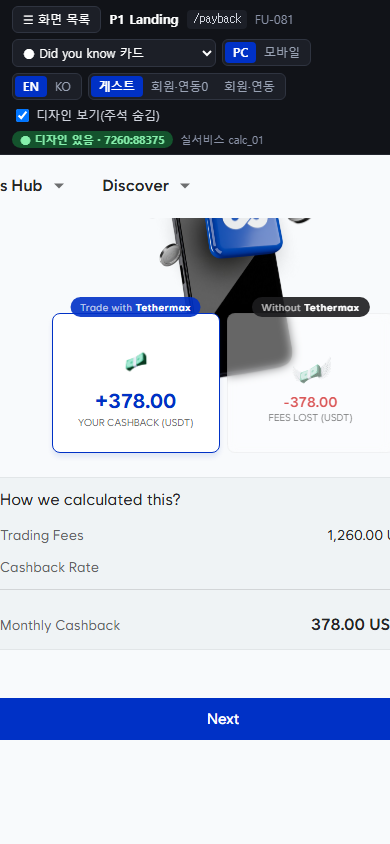 ☰ 화면 목록 P1 Landing /payback FU-081
● Did you know 카드 PC 모바일
EN KO 게스트 회원·연동0 회원·연동
디자인 보기(주석 숨김)
● 디자인 있음 · 7260:88375 실서비스 calc_01
s Hub Discover
Trade with Tethermax Without Tethermax
+378.00 -378.00
YOUR CASHBACK (USDT) FEES LOST (USDT)
How we calculated this?
Trading Fees 1,260.00 U
Cashback Rate
Monthly Cashback 378.00 US
Next